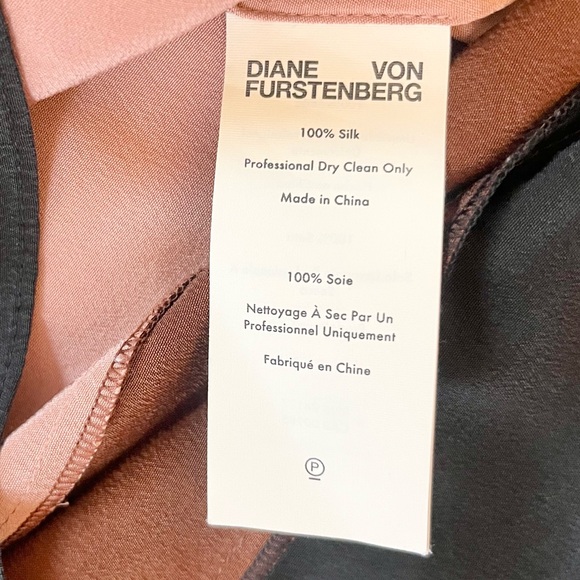 DIANE VON
FURSTENBERG
100% Silk
Professional Dry Clean Only
Made in China
100% Soie
Nettoyage À Sec Par Un
Professionnel Uniquement
Fabriqué en Chine
P